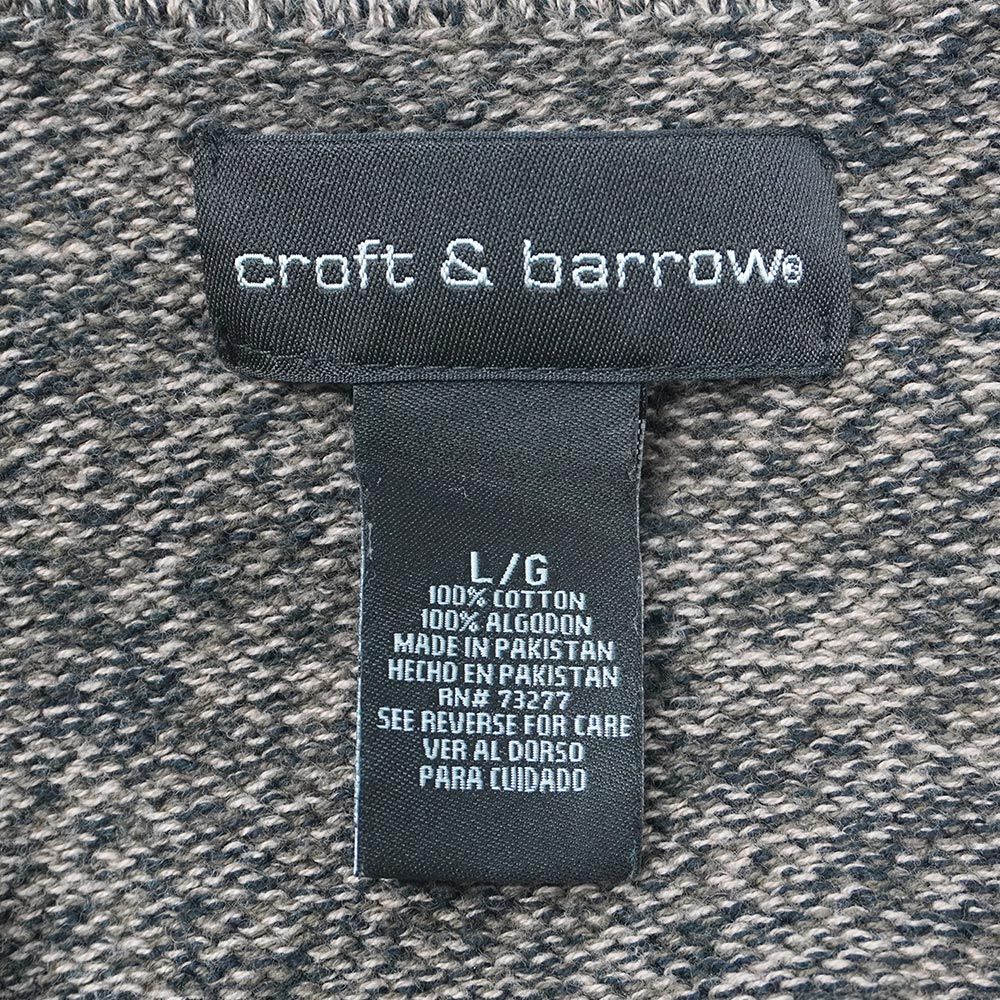 croft & barrow®
L/G
100% COTTON
100% ALGODON
MADE IN PAKISTAN
HECHO EN PAKISTAN
RN# 73277
SEE REVERSE FOR CARE
VER AL DORSO
PARA CUIDADO